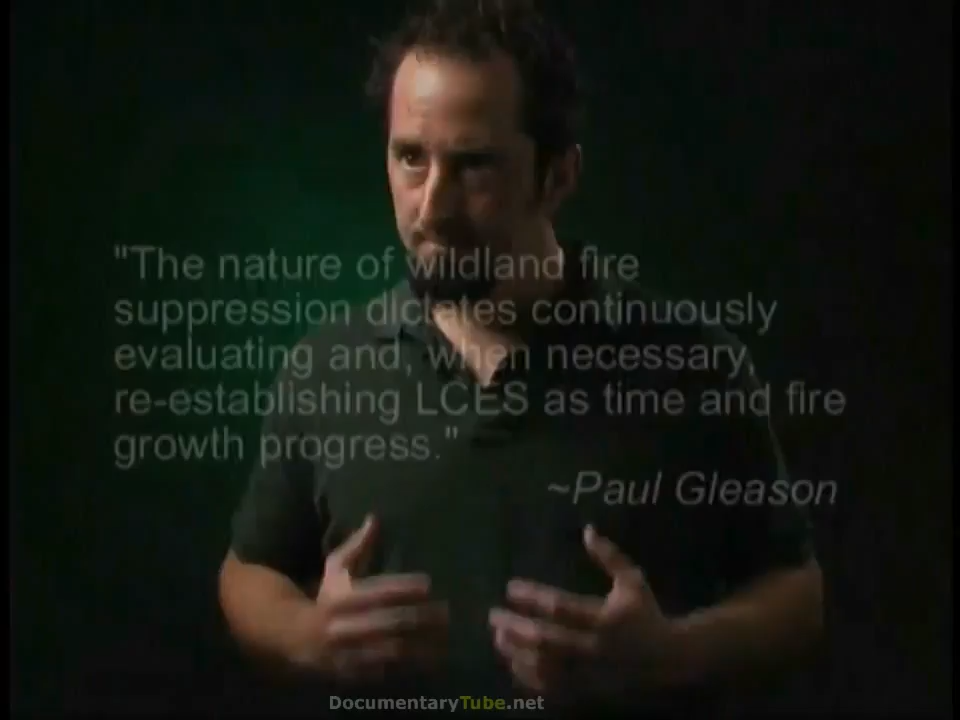 "The nature of wildland fire
suppression dictates continuously
evaluating and, when necessary,
re-establishing LCES as time and fire
growth progress."
~Paul Gleason
DocumentaryTube.net